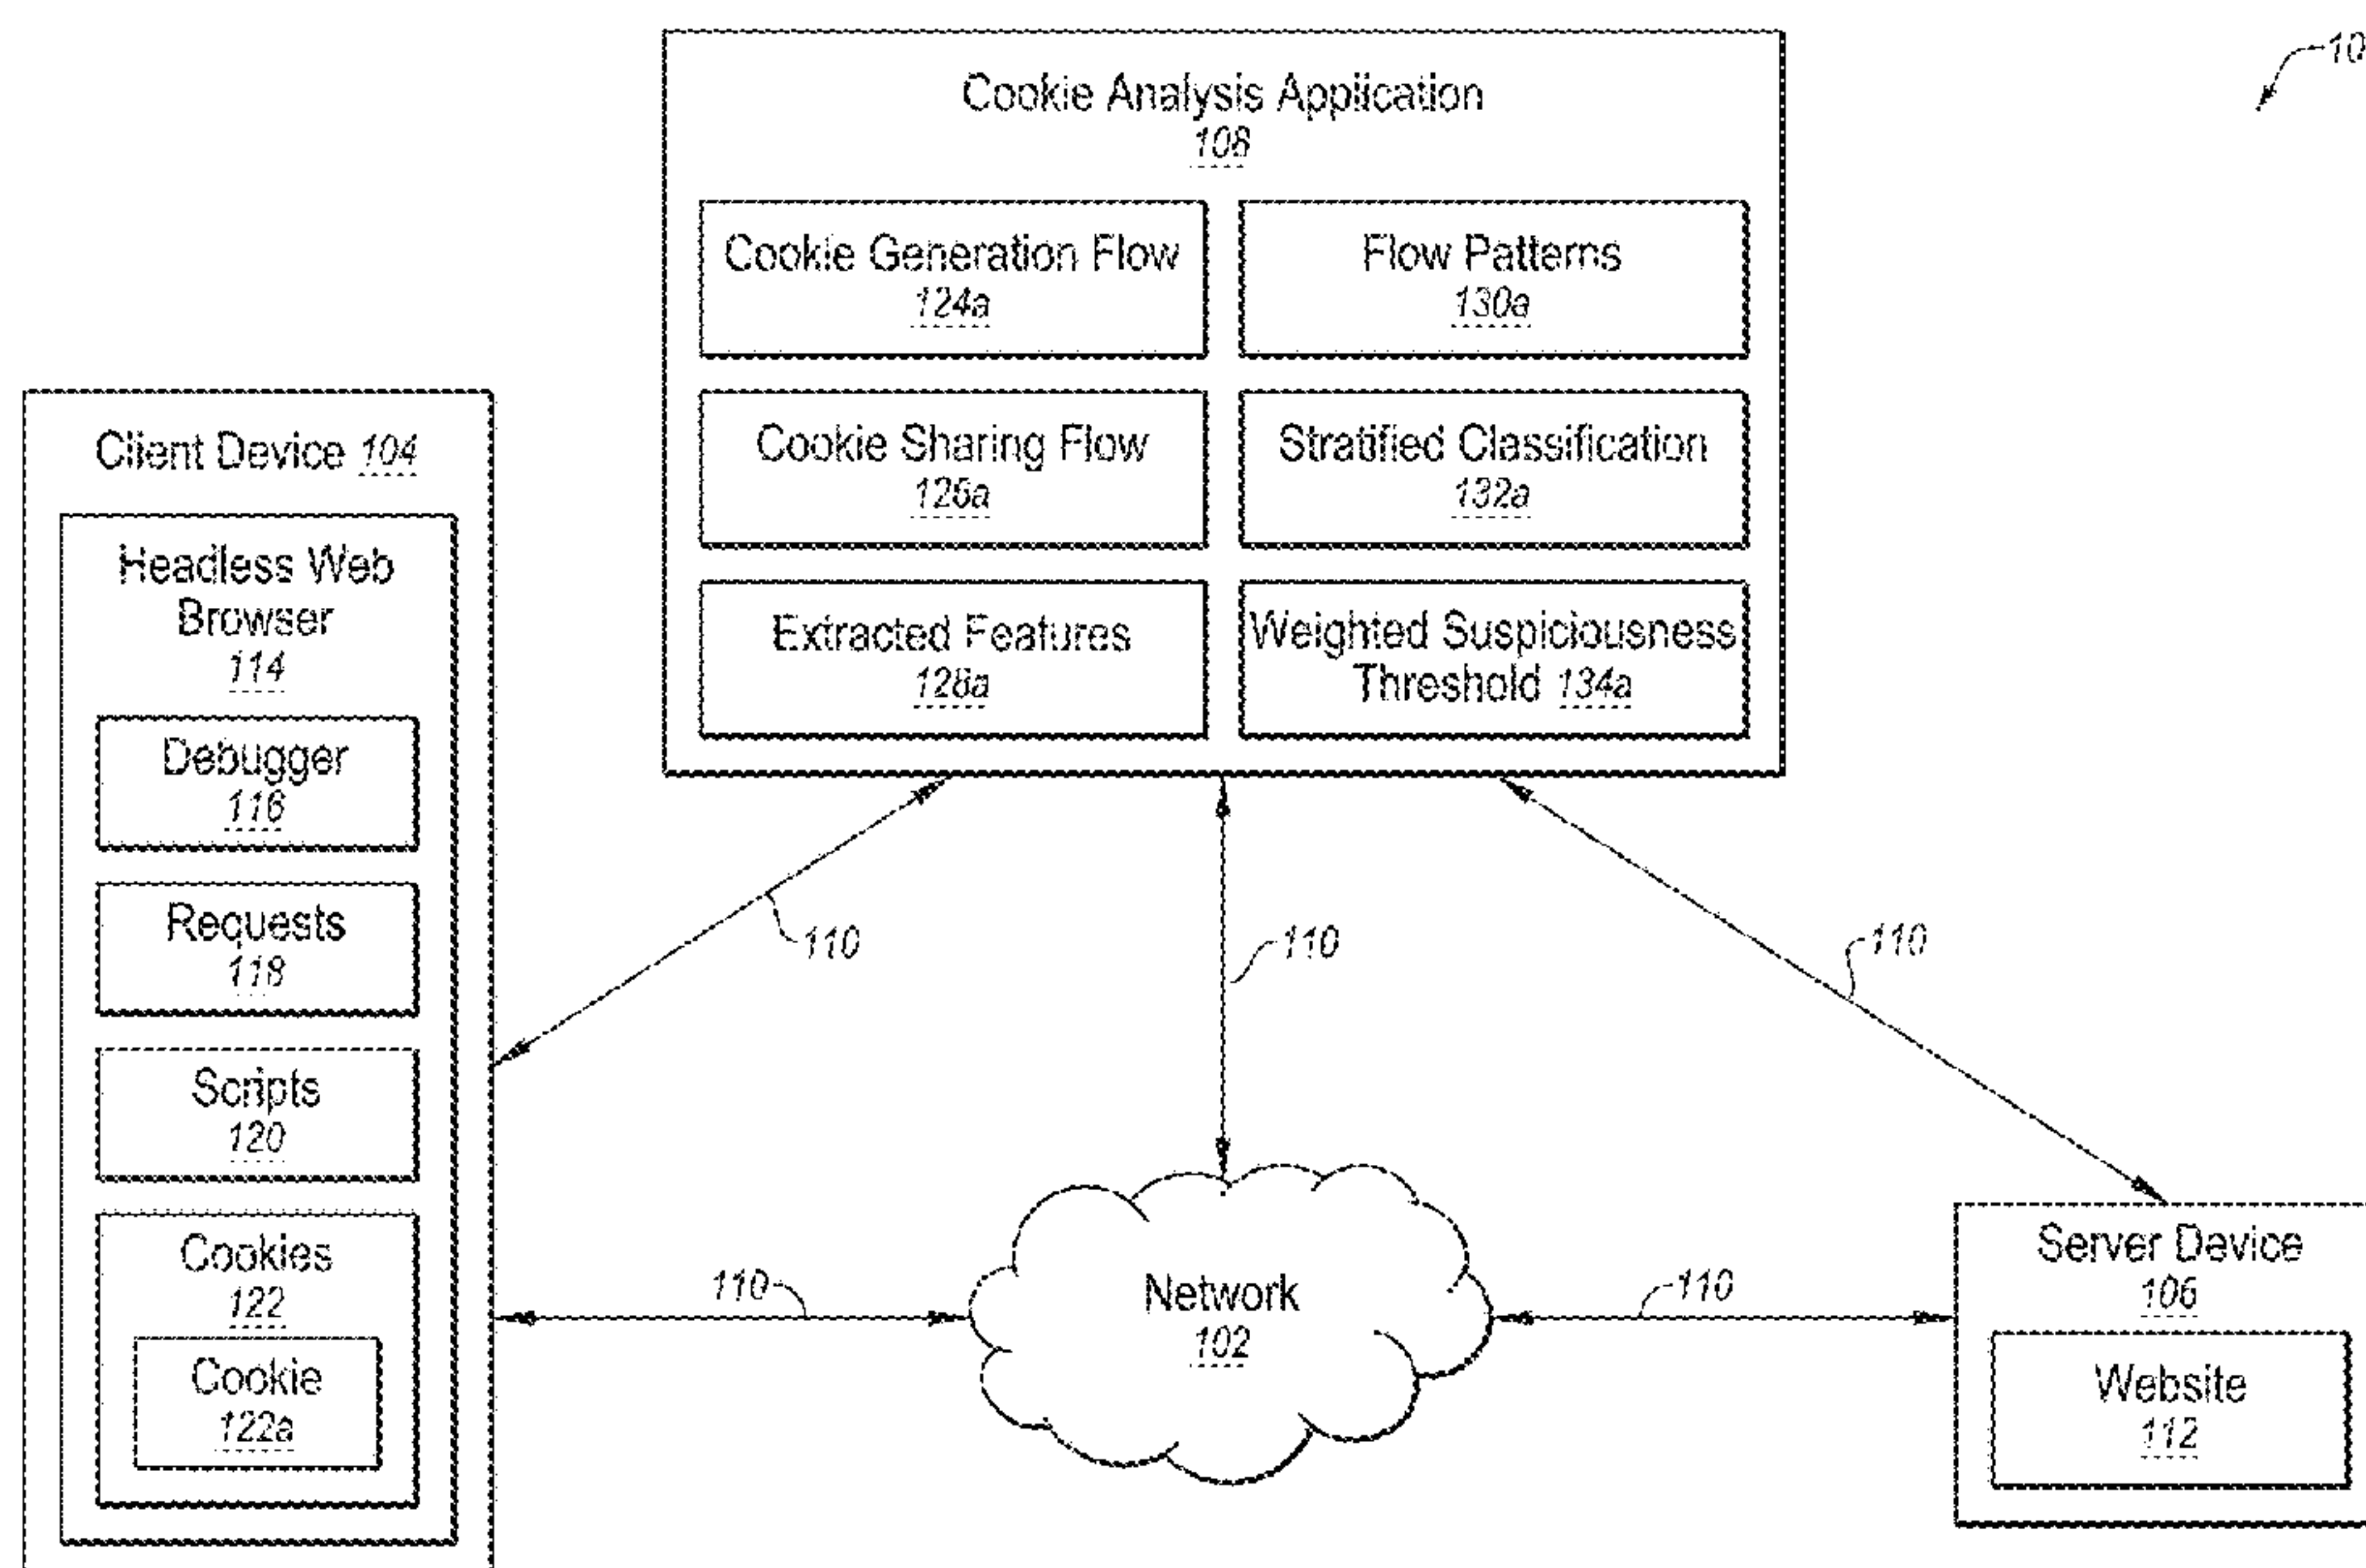 10
Cookie Analysis Application
108
Cookie Generation Flow
124a
Flow Patterns
130a
Cookie Sharing Flow
126a
Stratified Classification
132a
Extracted Features
128a
Weighted Suspiciousness
Threshold 134a
Client Device 104
Headless Web
Browser
114
Debugger
116
Requests
118
Scripts
120
Cookies
122
Cookie
122a
110
110
110
110
110
Network
102
Server Device
106
Website
112